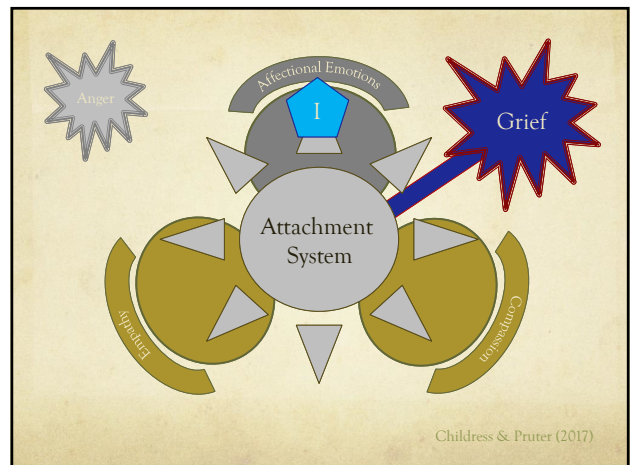 Affectional Emotions
Anger
I
Grief
Attachment
System
Empathy
Compassion
Childress & Pruter (2017)